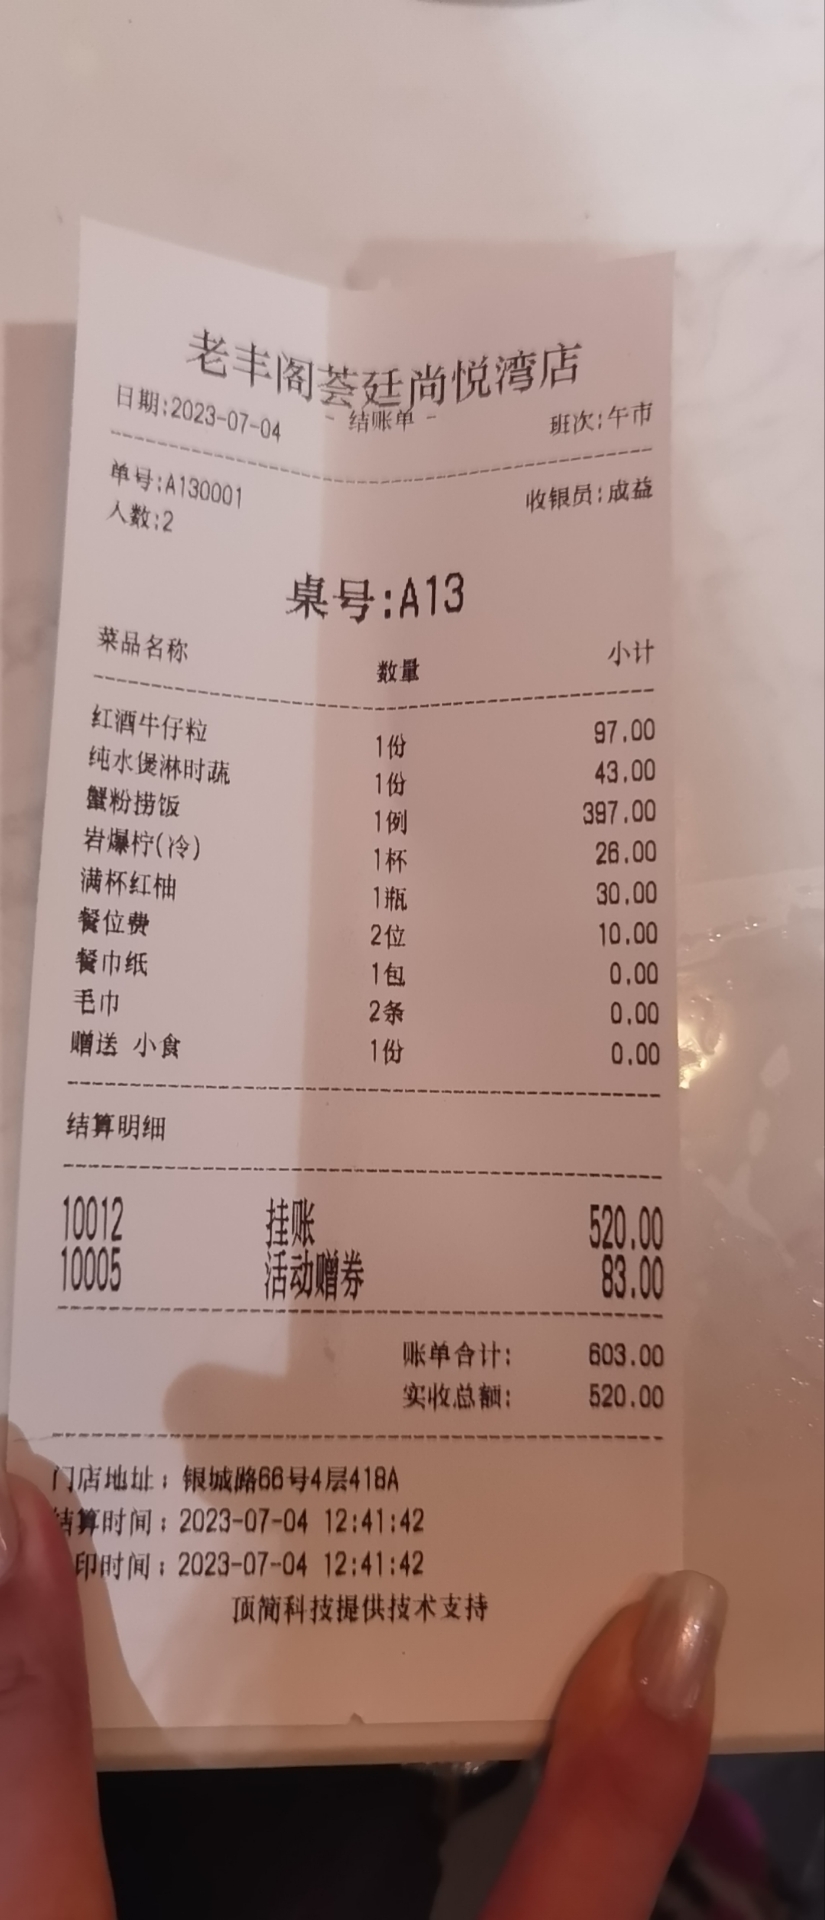 老丰阁荟廷尚悦湾店
- 结账单 -
日期:2023-07-04 班次:午市
单号:A130001 收银员:成益
人数:2
桌号:A13
菜品名称 数量 小计
红酒牛仔粒 1份 97.00
纯水煲淋时蔬 1份 43.00
蟹粉捞饭 1例 397.00
岩爆柠(冷) 1杯 26.00
满杯红柚 1瓶 30.00
餐位费 2位 10.00
餐巾纸 1包 0.00
毛巾 2条 0.00
赠送 小食 1份 0.00
结算明细
10012 挂账 520.00
10005 活动赠券 83.00
账单合计: 603.00
实收总额: 520.00
门店地址：银城路66号4层418A
结算时间：2023-07-04 12:41:42
印时间：2023-07-04 12:41:42
顶简科技提供技术支持